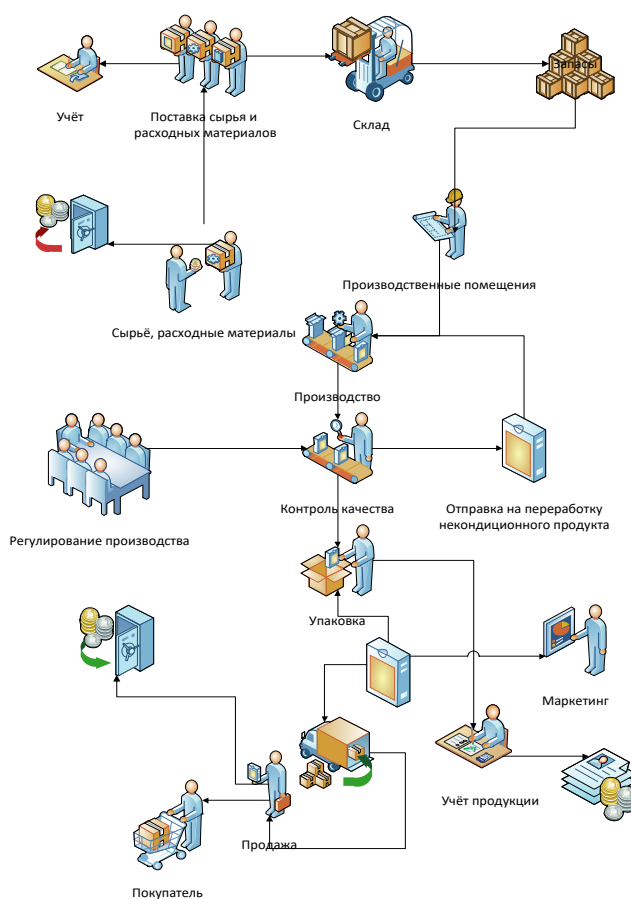 Запасы
Учёт
Поставка сырья и
расходных материалов
Склад
Производственные помещения
Сырьё, расходные материалы
Производство
Контроль качества
Отправка на переработку
некондиционного продукта
Регулирование производства
Упаковка
Маркетинг
Учёт продукции
Продажа
Покупатель